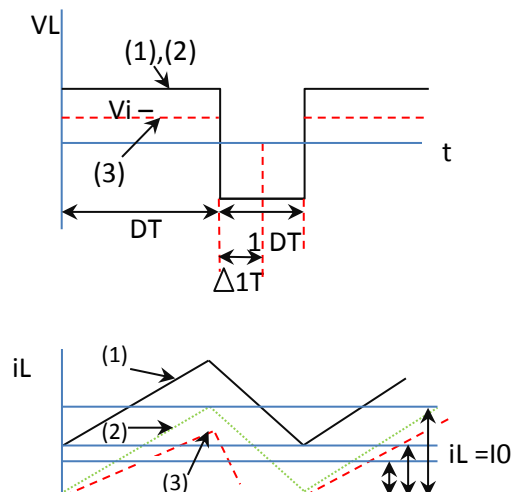 VL
(1),(2)
Vi –
(3)
t
DT
1 DT
Δ1T
iL
(1)
(2)
(3)
iL =I0